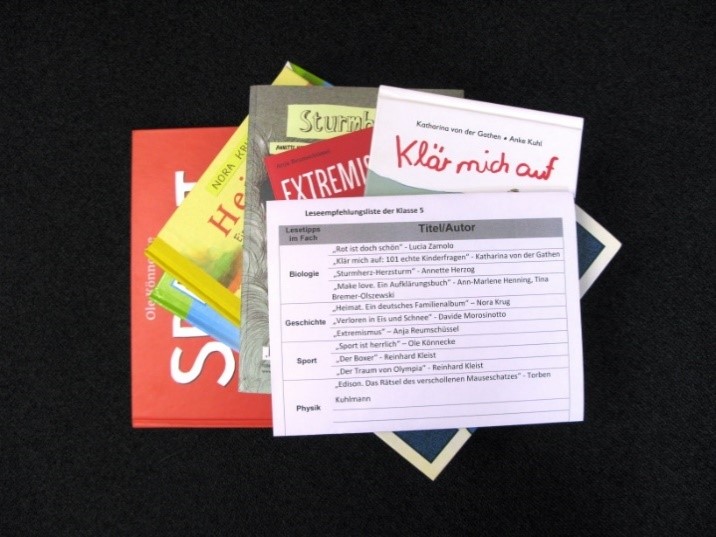 Katharina von der Gathen • Anke Kuhl
Klär mich auf
Sturmh
EXTREMIS
NORA KR
Hei
Ole Könnecke
SP
T
Leseempfehlungsliste der Klasse 5
Lesetipps im Fach
Titel/Autor
Biologie
„Rot ist doch schön" - Lucia Zamolo
„Klär mich auf: 101 echte Kinderfragen" - Katharina von der Gathen
„Sturmherz-Herzsturm" - Annette Herzog
„Make love. Ein Aufklärungsbuch" - Ann-Marlene Henning, Tina
Bremer-Olszewski
Geschichte
„Heimat. Ein deutsches Familienalbum" – Nora Krug
„Verloren in Eis und Schnee" - Davide Morosinotto
„Extremismus" – Anja Reumschüssel
Sport
„Sport ist herrlich" – Ole Könnecke
„Der Boxer" - Reinhard Kleist
„Der Traum von Olympia" - Reinhard Kleist
Physik
„Edison. Das Rätsel des verschollenen Mauseschatzes" - Torben
Kuhlmann